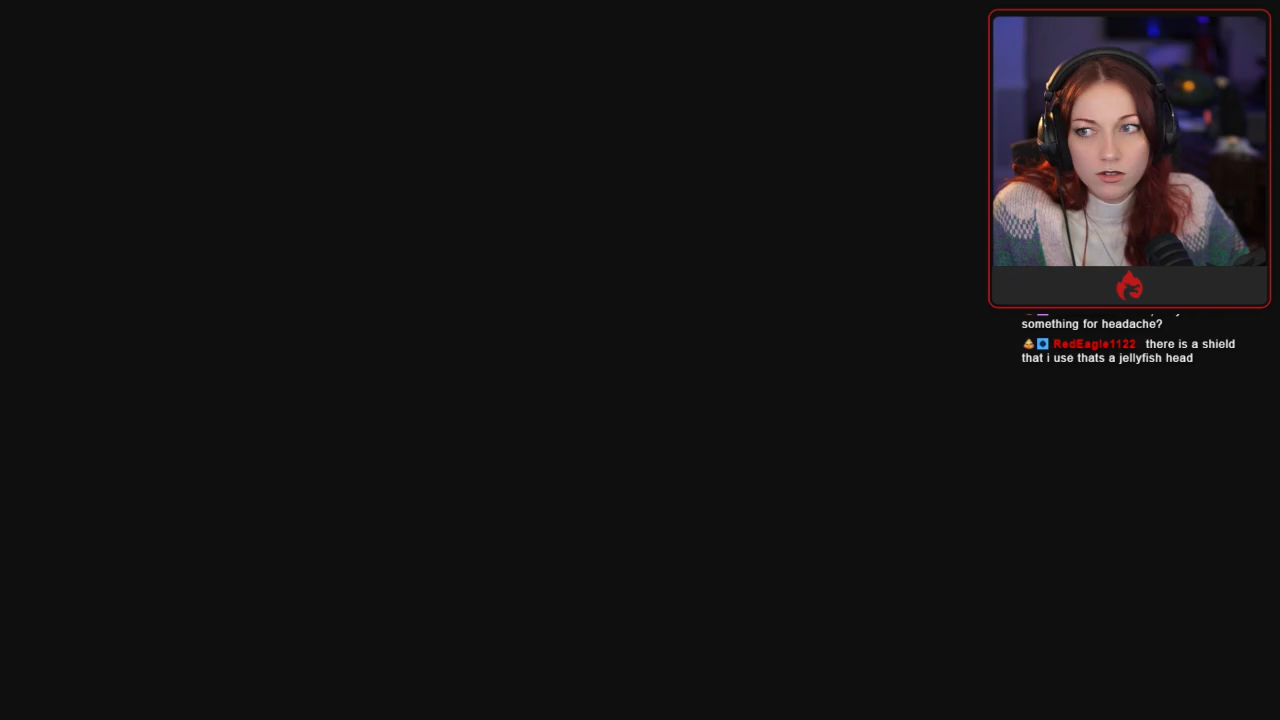 something for headache?
RedEagle1122 there is a shield
that i use thats a jellyfish head